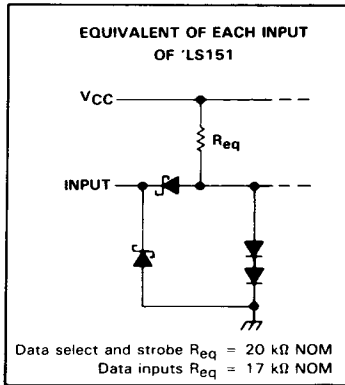 EQUIVALENT OF EACH INPUT
OF 'LS151
VCC
Req
INPUT
Data select and strobe Req = 20 kΩ NOM
Data inputs Req = 17 kΩ NOM